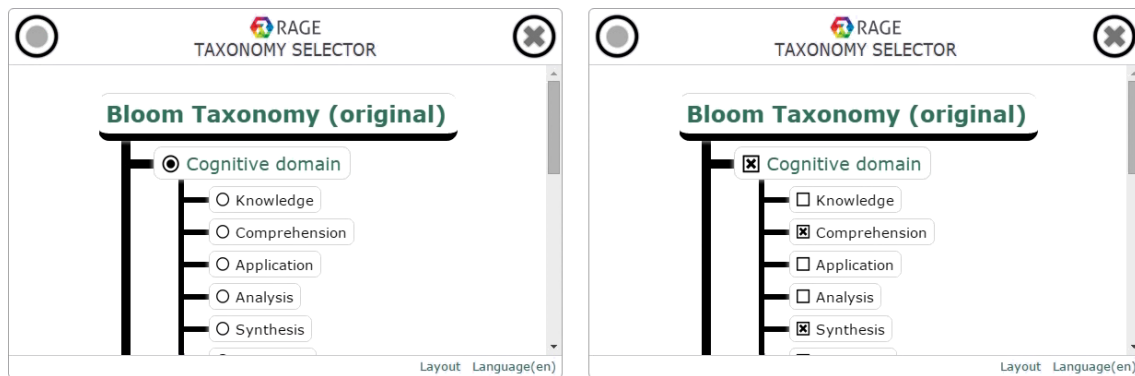 RAGE
TAXONOMY SELECTOR
Bloom Taxonomy (original)
Cognitive domain
Knowledge
Comprehension
Application
Analysis
Synthesis
Layout Language(en)
RAGE
TAXONOMY SELECTOR
Bloom Taxonomy (original)
Cognitive domain
Knowledge
Comprehension
Application
Analysis
Synthesis
Layout Language(en)